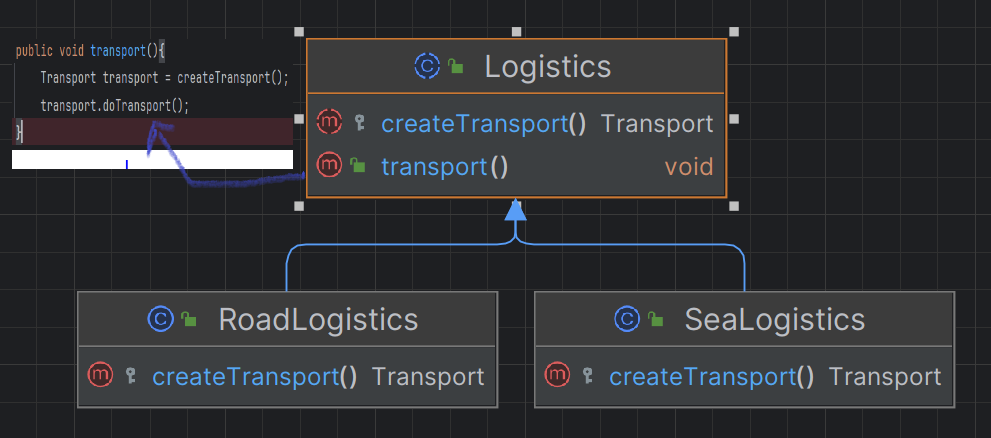 public void transport(){
Transport transport = createTransport();
transport.doTransport();
}
C Logistics
m createTransport() Transport
m transport() void
C RoadLogistics
m createTransport() Transport
C SeaLogistics
m createTransport() Transport